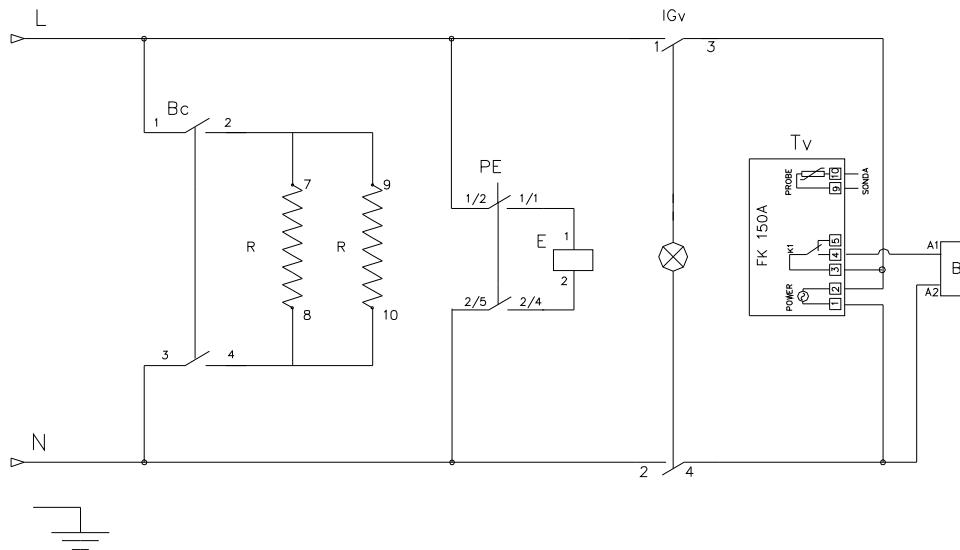 L
IGv
1 3
Bc
1 2
Tv
PE
7 9
1/2 1/1
PROBE
10
9
SONDA
R R
E
1
2
FK 150A
K1
5
4
3
A1
B
A2
POWER
2
1
8 10
2/5 2/4
3 4
N
2 4